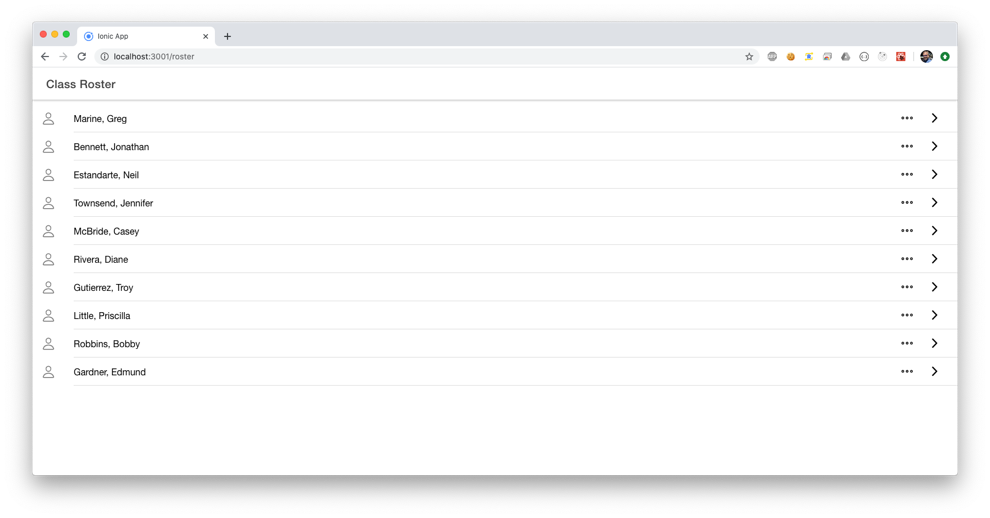 Ionic App
localhost:3001/roster
Class Roster
Marine, Greg
Bennett, Jonathan
Estandarte, Neil
Townsend, Jennifer
McBride, Casey
Rivera, Diane
Gutierrez, Troy
Little, Priscilla
Robbins, Bobby
Gardner, Edmund